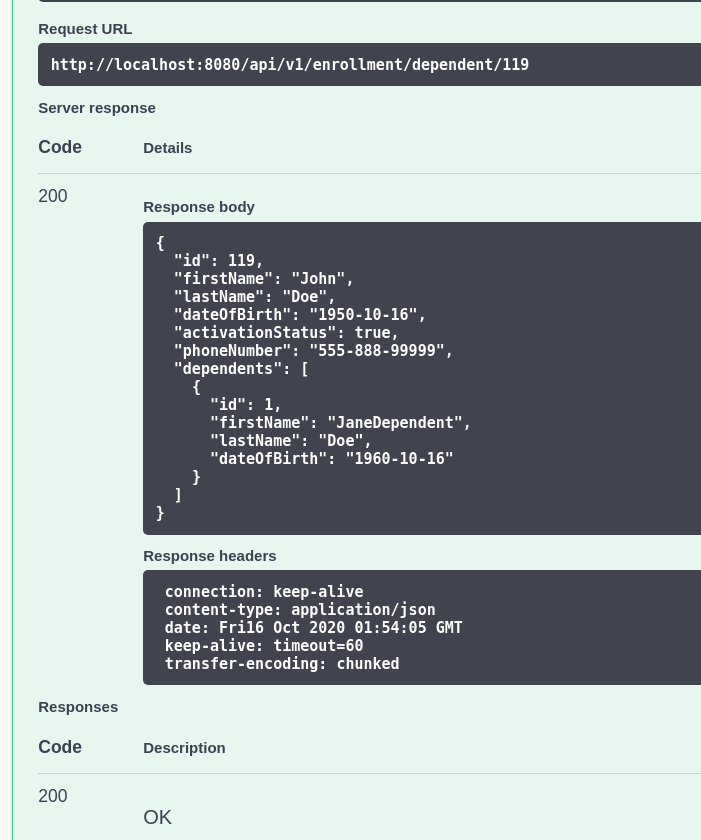 Request URL
http://localhost:8080/api/v1/enrollment/dependent/119
Server response
Code Details
200
Response body
{
  "id": 119,
  "firstName": "John",
  "lastName": "Doe",
  "dateOfBirth": "1950-10-16",
  "activationStatus": true,
  "phoneNumber": "555-888-99999",
  "dependents": [
    {
      "id": 1,
      "firstName": "JaneDependent",
      "lastName": "Doe",
      "dateOfBirth": "1960-10-16"
    }
  ]
}
Response headers
connection: keep-alive
content-type: application/json
date: Fri16 Oct 2020 01:54:05 GMT
keep-alive: timeout=60
transfer-encoding: chunked
Responses
Code Description
200
OK